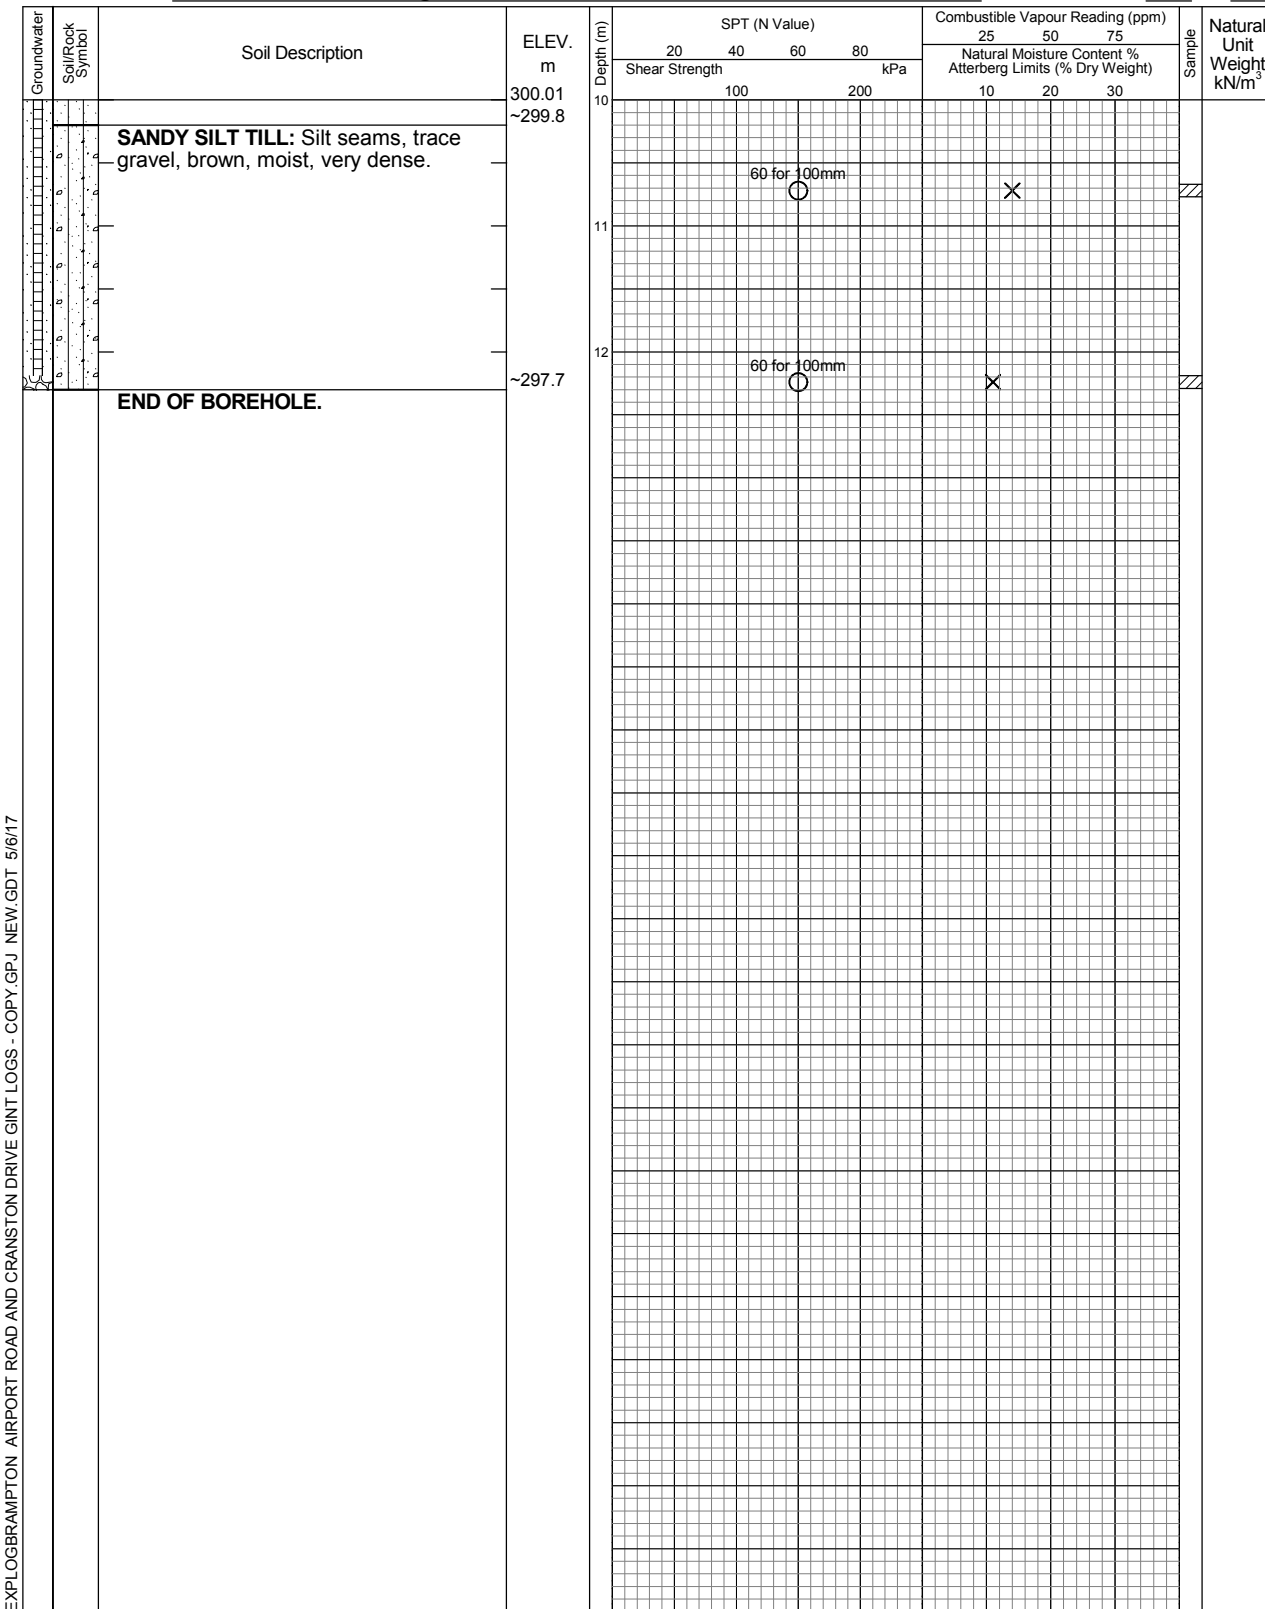 Groundwater
Soil/Rock
Symbol
Soil Description
ELEV.
m
Depth (m)
SPT (N Value)
20 40 60 80
Shear Strength kPa
100 200
Combustible Vapour Reading (ppm)
25 50 75
Natural Moisture Content %
Atterberg Limits (% Dry Weight)
10 20 30
Sample
Natural
Unit
Weight
kN/m³
300.01
10
~299.8
SANDY SILT TILL: Silt seams, trace
gravel, brown, moist, very dense.
60 for 100mm
11
12
60 for 100mm
~297.7
END OF BOREHOLE.
EXPLOGBRAMPTON AIRPORT ROAD AND CRANSTON DRIVE GINT LOGS - COPY.GPJ NEW.GDT 5/6/17